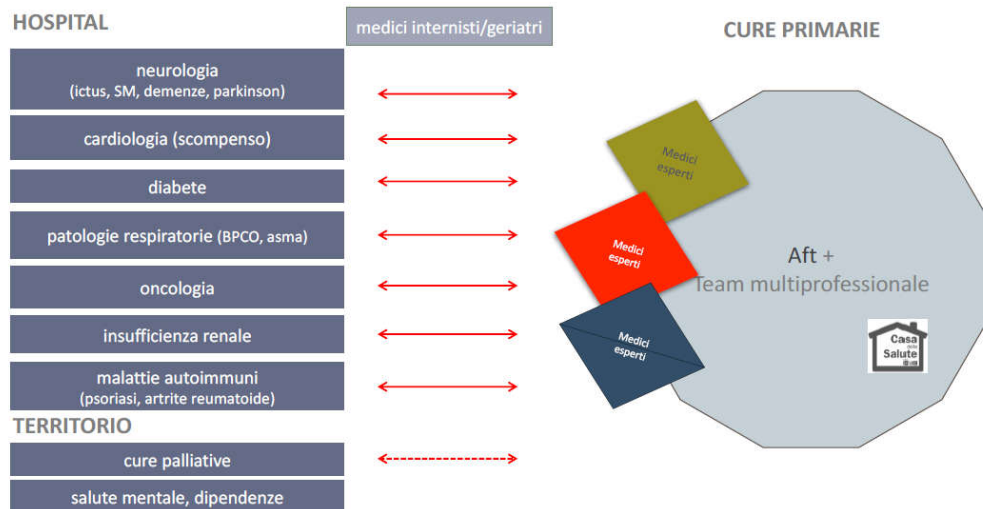 HOSPITAL
medici internisti/geriatri
CURE PRIMARIE
neurologia
(ictus, SM, demenze, parkinson)
cardiologia (scompenso)
diabete
patologie respiratorie (BPCO, asma)
oncologia
insufficienza renale
malattie autoimmuni
(psoriasi, artrite reumatoide)
TERRITORIO
cure palliative
salute mentale, dipendenze
Medici
esperti
Medici
esperti
Medici
esperti
Aft +
Team multiprofessionale
Casa
Salute